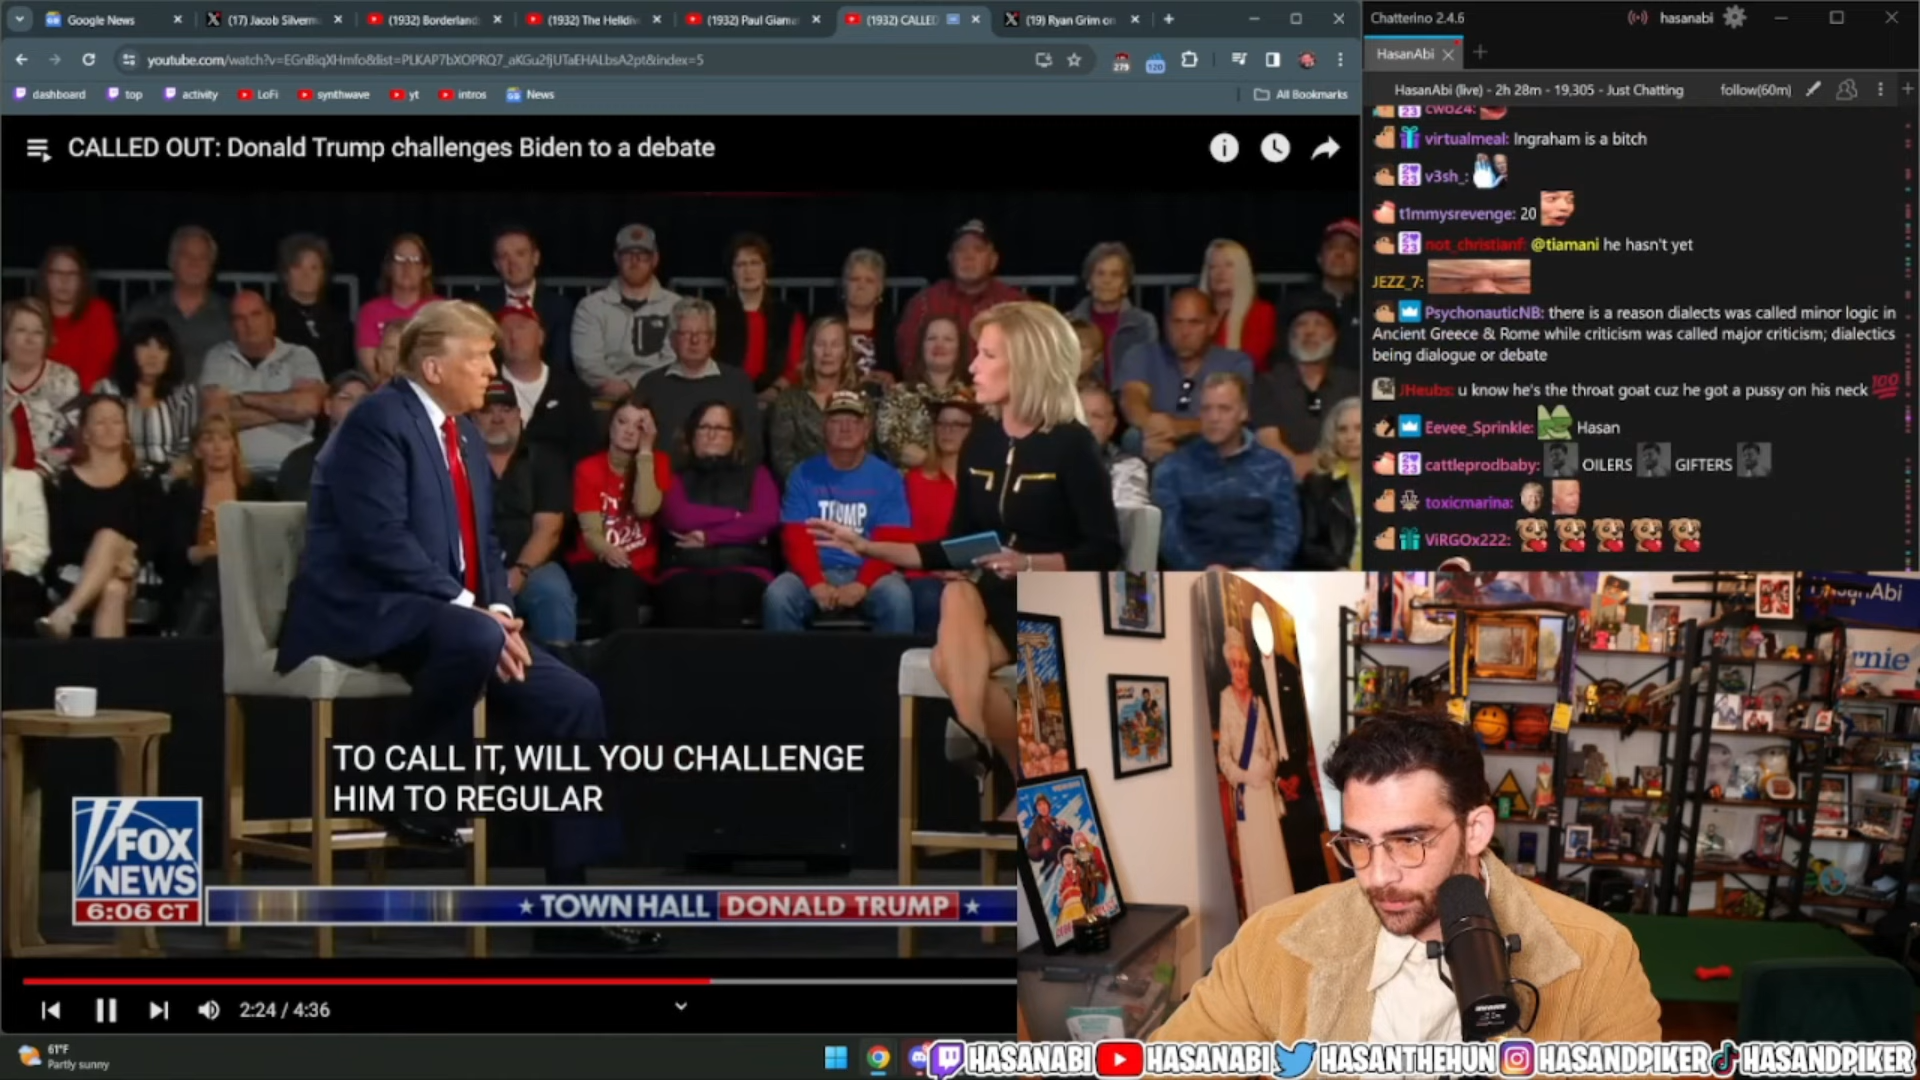 Google News
(17) Jacob Silverm
(1932) Borderland
(1932) The Helldiv
(1932) Paul Giama
(1932) CALLED
(19) Ryan Grim on
youtube.com/watch?v=EGnBiqXHmfo&list=PLKAP7bXOPRQ7_aKGu2fjUTaEHALbsA2pt&index=5
279
120
dashboard
top
activity
LoFi
synthwave
yt
intros
News
All Bookmarks
CALLED OUT: Donald Trump challenges Biden to a debate
TRUMP
TO CALL IT, WILL YOU CHALLENGE
HIM TO REGULAR
FOX
NEWS
6:06 CT
TOWN HALL DONALD TRUMP
2:24 / 4:36
61°F
Partly sunny
Chatterino 2.4.6
hasanabi
HasanAbi
HasanAbi (live) - 2h 28m - 19,305 - Just Chatting
follow(60m)
cwo24:
virtualmeal: Ingraham is a bitch
v3sh_:
t1mmysrevenge: 20
not_christianf: @tiamani he hasn't yet
JEZZ_7:
PsychonauticNB: there is a reason dialects was called minor logic in
Ancient Greece & Rome while criticism was called major criticism; dialectics
being dialogue or debate
JHeubs: u know he's the throat goat cuz he got a pussy on his neck 100
Eevee_Sprinkle: Hasan
cattleprodbaby: OILERS GIFTERS
toxicmarina:
ViRGOx222:
HASANABI HASANABI HASANTHEHUN HASANDPIKER HASANDPIKER